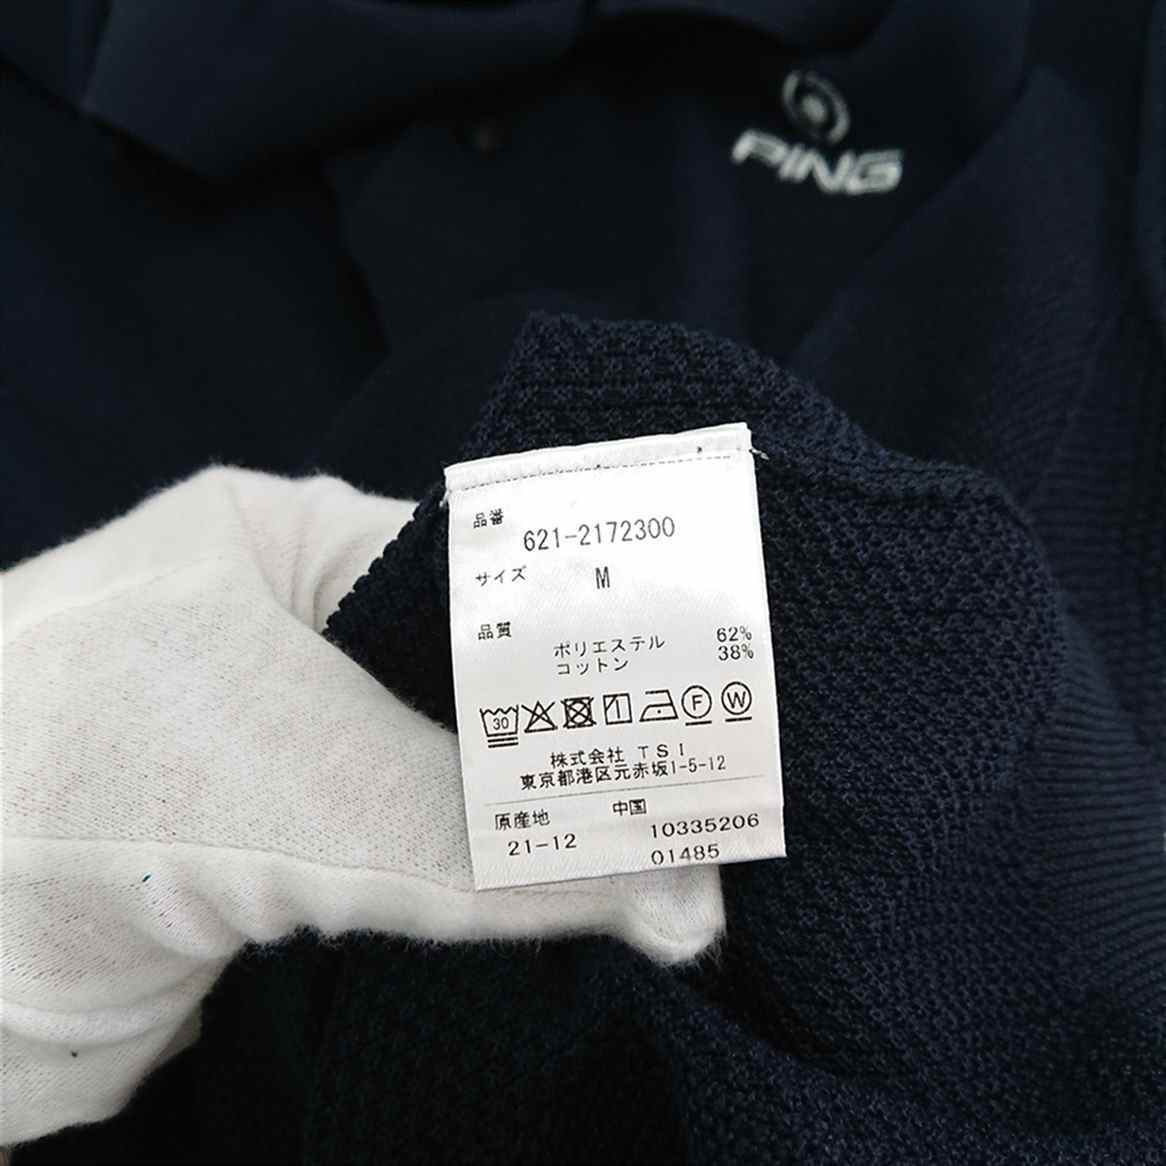 PING
品番
621-2172300
サイズ M
品質
ポリエステル 62%
コットン 38%
30 F W
株式会社 TSI
東京都港区元赤坂1-5-12
原産地 中国
21-12 10335206
01485